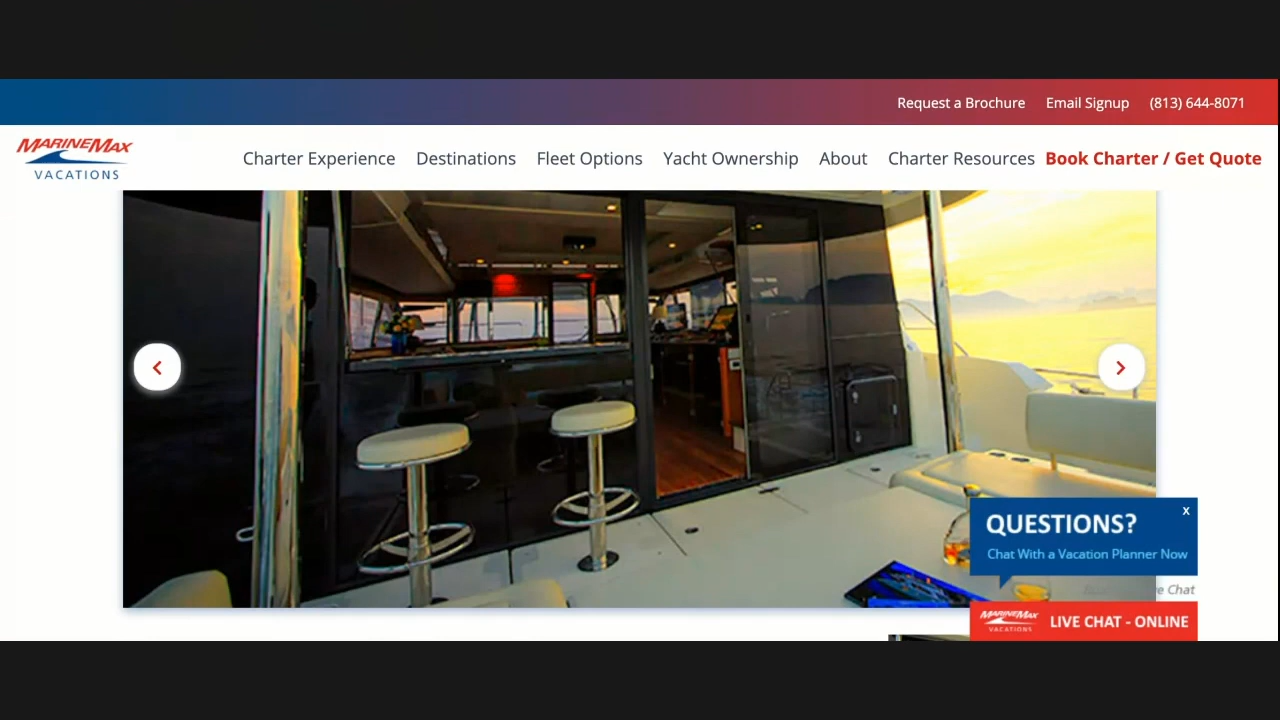 Request a Brochure Email Signup (813) 644-8071
MARINEMAX
VACATIONS
Charter Experience Destinations Fleet Options Yacht Ownership About Charter Resources Book Charter / Get Quote
X
QUESTIONS?
Chat With a Vacation Planner Now
Chat
MARINEMAX
VACATIONS
LIVE CHAT - ONLINE